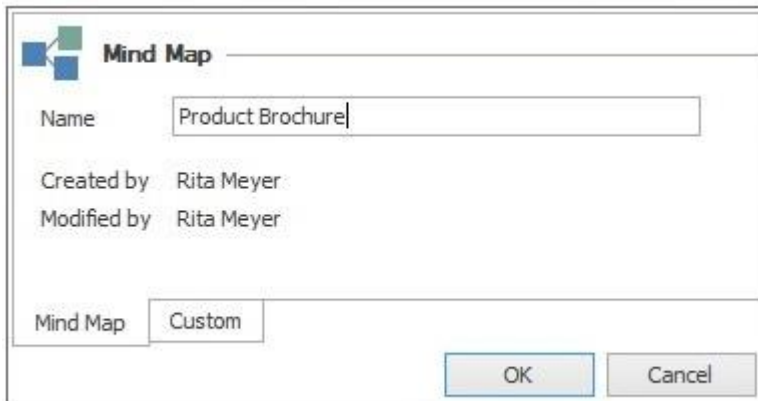 Mind Map
Name Product Brochure
Created by Rita Meyer
Modified by Rita Meyer
Mind Map Custom
OK Cancel